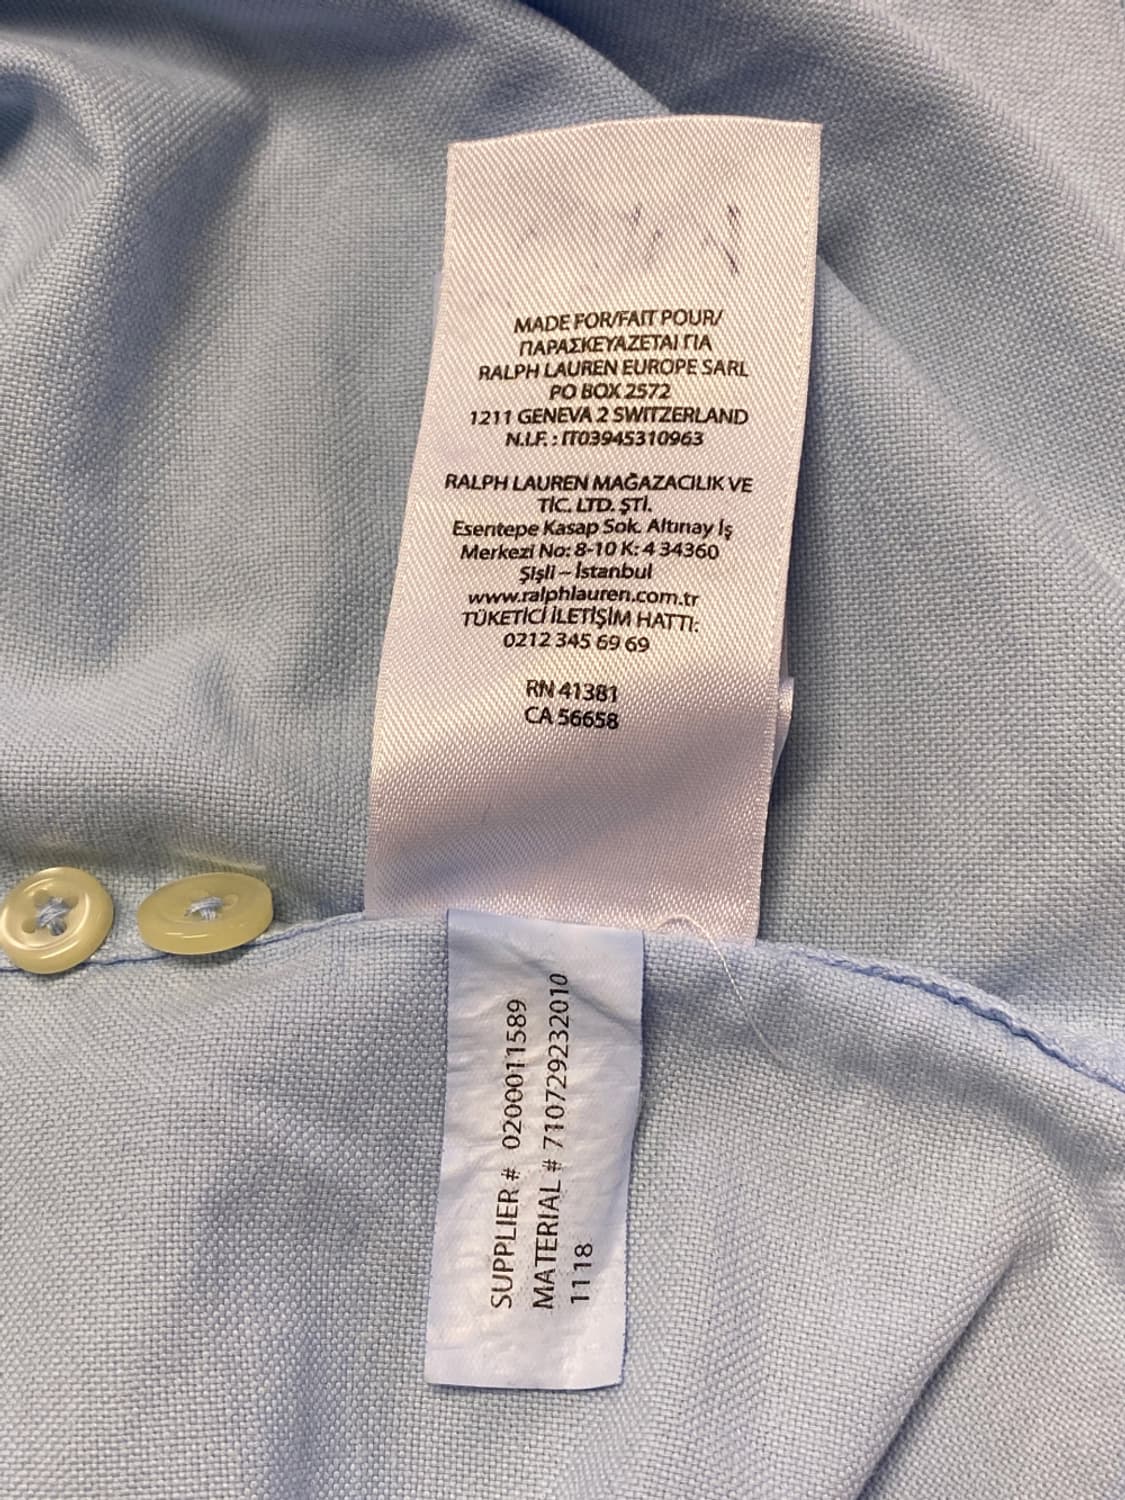 MADE FOR/FAIT POUR/
ΠΑΡΑΣΚΕΥΑΖΕΤΑΙ ΓΙΑ
RALPH LAUREN EUROPE SARL
PO BOX 2572
1211 GENEVA 2 SWITZERLAND
N.I.F. : IT03945310963
RALPH LAUREN MAĞAZACILIK VE
TİC. LTD. ŞTİ.
Esentepe Kasap Sok. Altınay İş
Merkezi No: 8-10 K: 4 34360
Şişli – İstanbul
www.ralphlauren.com.tr
TÜKETİCİ İLETİŞİM HATTI:
0212 345 69 69
RN 41381
CA 56658
SUPPLIER # 0200011589
MATERIAL # 710729232010
1118